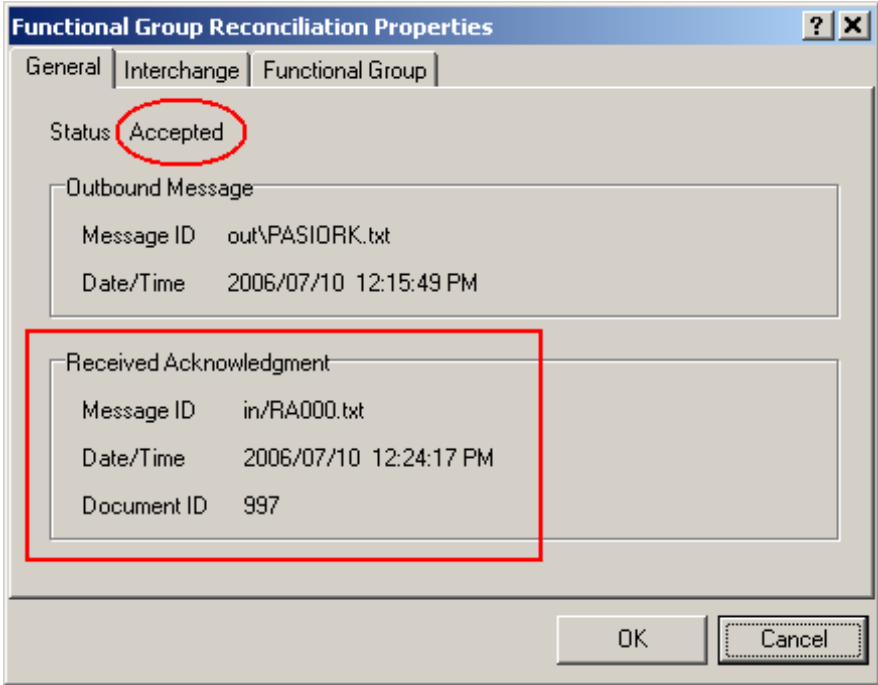 Functional Group Reconciliation Properties
General Interchange Functional Group
Status Accepted
Outbound Message
Message ID out\PASIORK.txt
Date/Time 2006/07/10 12:15:49 PM
Received Acknowledgment
Message ID in/RA000.txt
Date/Time 2006/07/10 12:24:17 PM
Document ID 997
OK Cancel